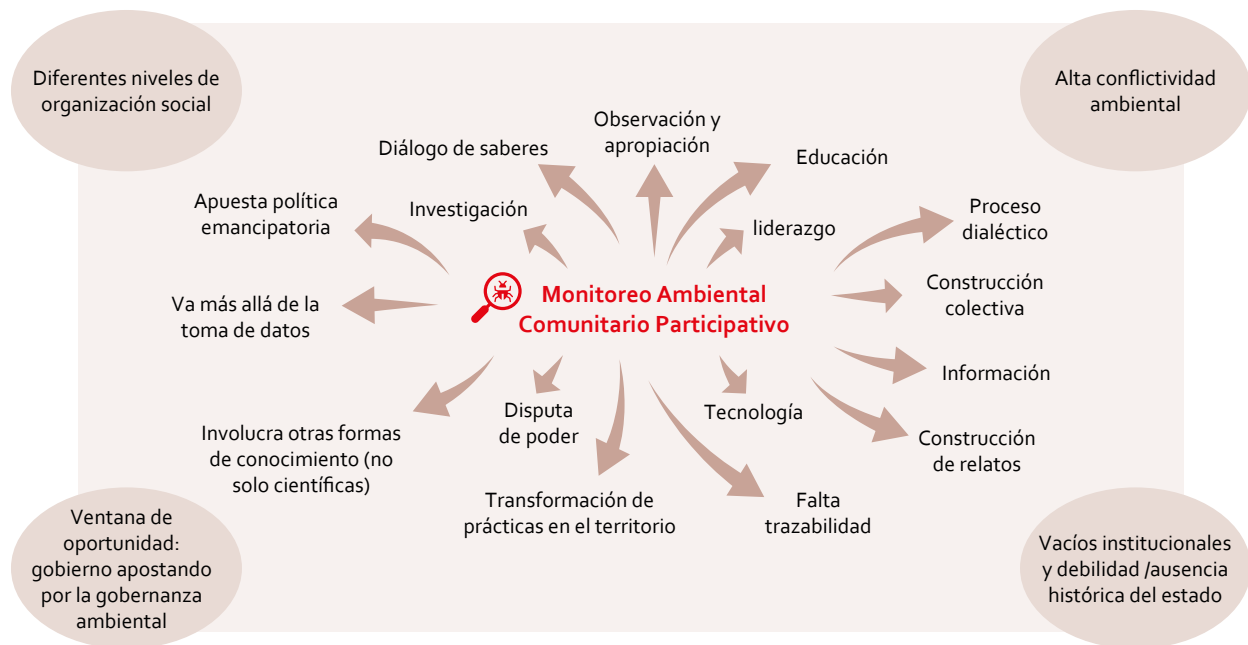 Diferentes niveles de
organización social
Alta conflictividad
ambiental
Observación y
apropiación
Diálogo de saberes
Educación
Apuesta política
emancipatoria
Investigación
liderazgo
Proceso
dialéctico
Va más allá de la
toma de datos
Monitoreo Ambiental
Comunitario Participativo
Construcción
colectiva
Información
Involucra otras formas
de conocimiento (no
solo científicas)
Disputa
de poder
Tecnología
Construcción
de relatos
Transformación de
prácticas en el territorio
Falta
trazabilidad
Ventana de
oportunidad:
gobierno apostando
por la gobernanza
ambiental
Vacíos institucionales
y debilidad /ausencia
histórica del estado